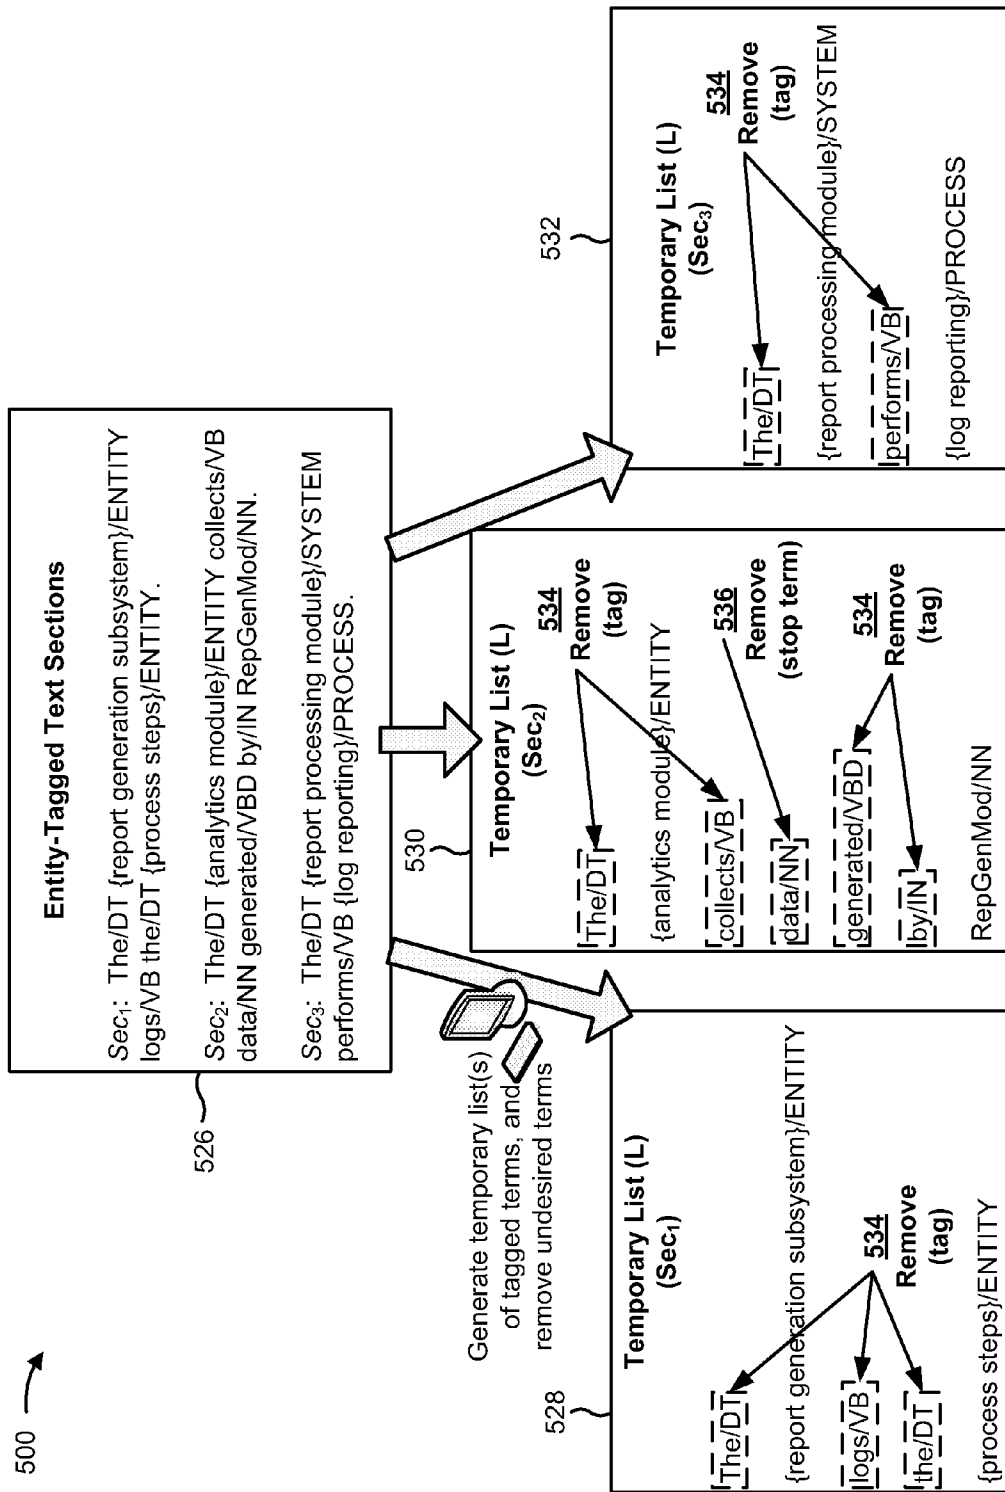 500
Entity-Tagged Text Sections
Sec1: The/DT {report generation subsystem}/ENTITY
logs/VB the/DT {process steps}/ENTITY.
Sec2: The/DT {analytics module}/ENTITY collects/VB
data/NN generated/VBD by/IN RepGenMod/NN.
Sec3: The/DT {report processing module}/SYSTEM
performs/VB {log reporting}/PROCESS.
526
Generate temporary list(s)
of tagged terms, and
remove undesired terms
528
Temporary List (L)
(Sec1)
The/DT
{report generation subsystem}/ENTITY
logs/VB
the/DT
{process steps}/ENTITY
534
Remove
(tag)
530
Temporary List (L)
(Sec2)
The/DT
{analytics module}/ENTITY
collects/VB
data/NN
generated/VBD
by/IN
RepGenMod/NN
534
Remove
(tag)
536
Remove
(stop term)
534
Remove
(tag)
532
Temporary List (L)
(Sec3)
The/DT
{report processing module}/SYSTEM
performs/VB
{log reporting}/PROCESS
534
Remove
(tag)